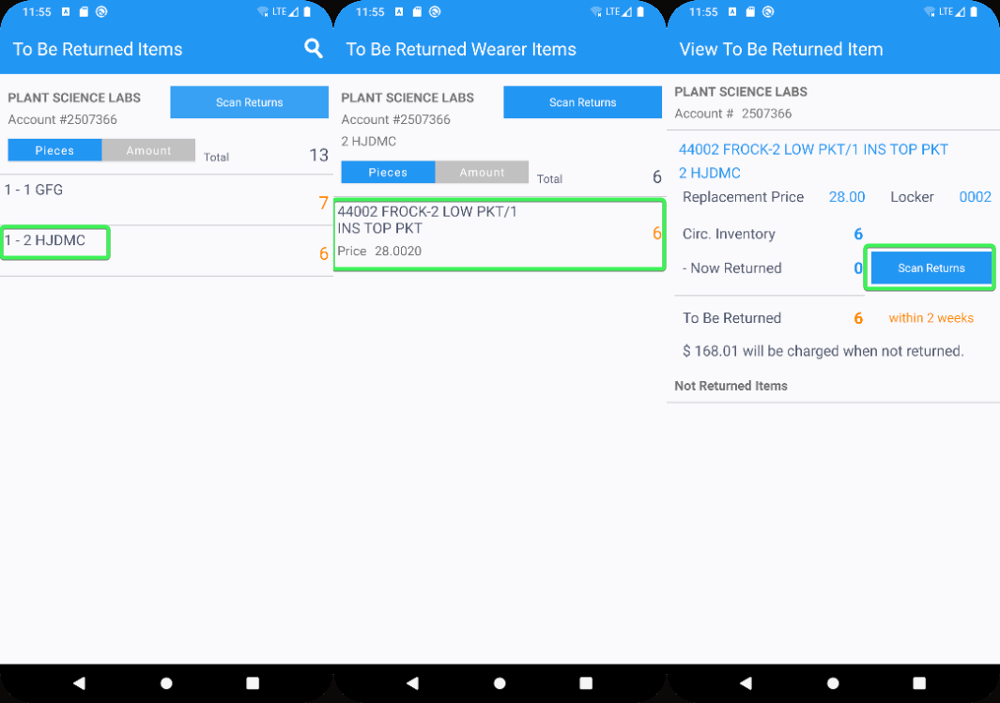 11:55 LTE
To Be Returned Items
PLANT SCIENCE LABS
Scan Returns
Account #2507366
Pieces Amount Total 13
1 - 1 GFG
7
1 - 2 HJDMC
6
11:55 LTE
To Be Returned Wearer Items
PLANT SCIENCE LABS
Scan Returns
Account #2507366
2 HJDMC
Pieces Amount Total 6
44002 FROCK-2 LOW PKT/1
INS TOP PKT
6
Price 28.0020
11:55 LTE
View To Be Returned Item
PLANT SCIENCE LABS
Account # 2507366
44002 FROCK-2 LOW PKT/1 INS TOP PKT
2 HJDMC
Replacement Price 28.00 Locker 0002
Circ. Inventory 6
- Now Returned 0 Scan Returns
To Be Returned 6 within 2 weeks
$ 168.01 will be charged when not returned.
Not Returned Items